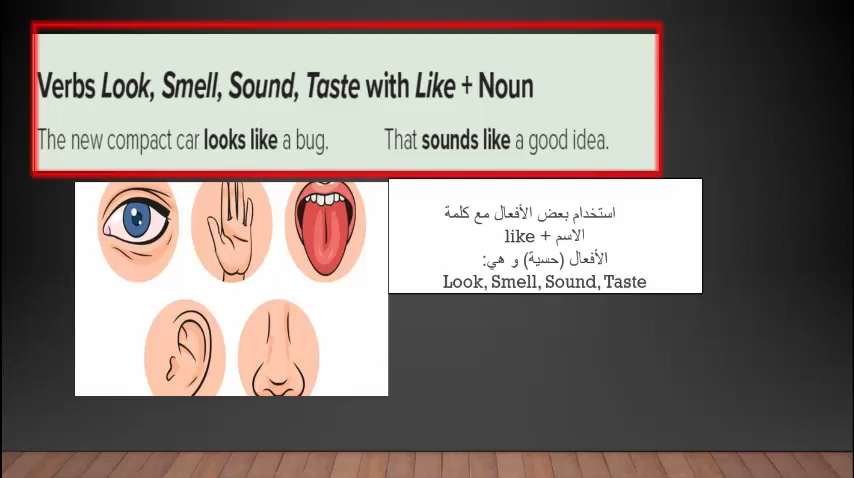 Verbs Look, Smell, Sound, Taste with Like + Noun
The new compact car looks like a bug. That sounds like a good idea.
استخدام بعض الأفعال مع كلمة
like + الاسم
الأفعال (حسية) و هي:
Look, Smell, Sound, Taste